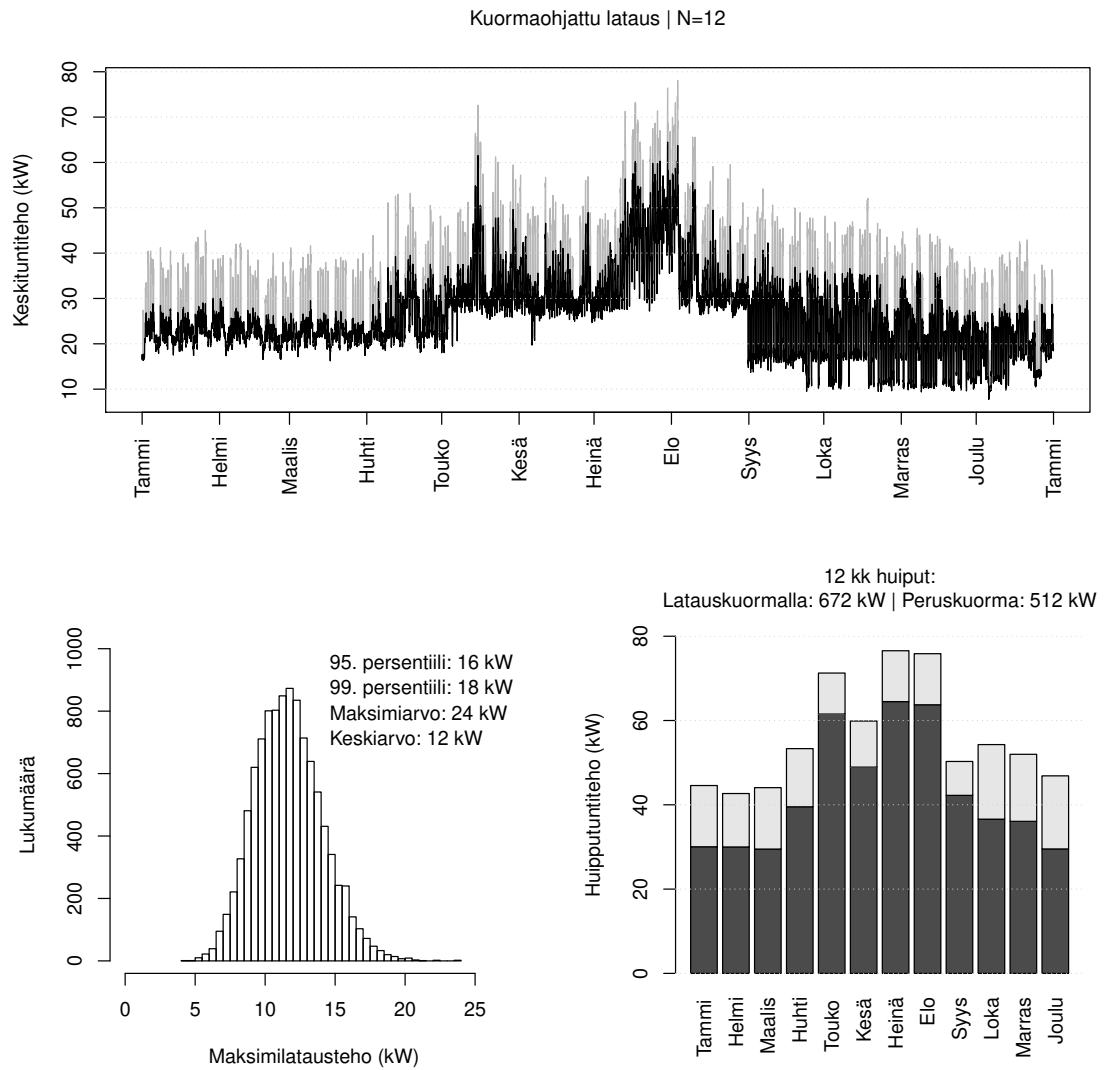 Kuormaohjattu lataus | N=12
Keskituntiteho (kW)
80
70
60
50
40
30
20
10
Tammi
Helmi
Maalis
Huhti
Touko
Kesä
Heinä
Elo
Syys
Loka
Marras
Joulu
Tammi
95. persentiili: 16 kW
99. persentiili: 18 kW
Maksimiarvo: 24 kW
Keskiarvo: 12 kW
Lukumäärä
1000
800
600
400
200
0
0 5 10 15 20 25
Maksimilatausteho (kW)
12 kk huiput:
Latauskuormalla: 672 kW | Peruskuorma: 512 kW
Huipputuntiteho (kW)
80
60
40
20
0
Tammi
Helmi
Maalis
Huhti
Touko
Kesä
Heinä
Elo
Syys
Loka
Marras
Joulu